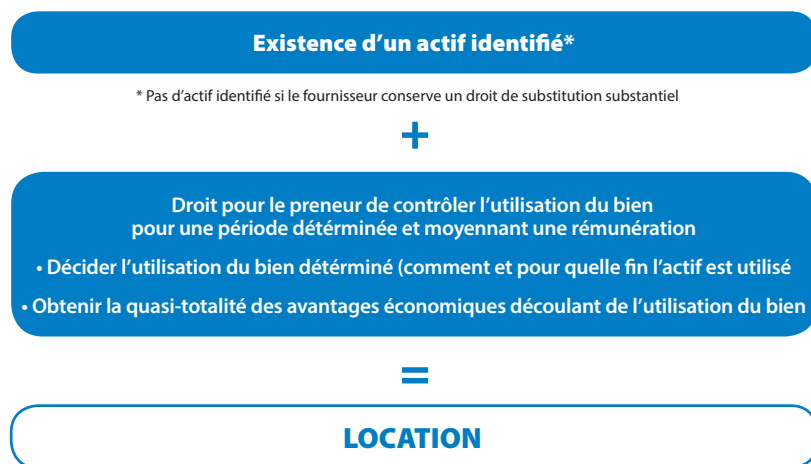 Existence d’un actif identifié*
* Pas d’actif identifié si le fournisseur conserve un droit de substitution substantiel
+
Droit pour le preneur de contrôler l’utilisation du bien
pour une période détérminée et moyennant une rémunération
• Décider l’utilisation du bien détérminé (comment et pour quelle fin l’actif est utilisé
• Obtenir la quasi-totalité des avantages économiques découlant de l’utilisation du bien
=
LOCATION